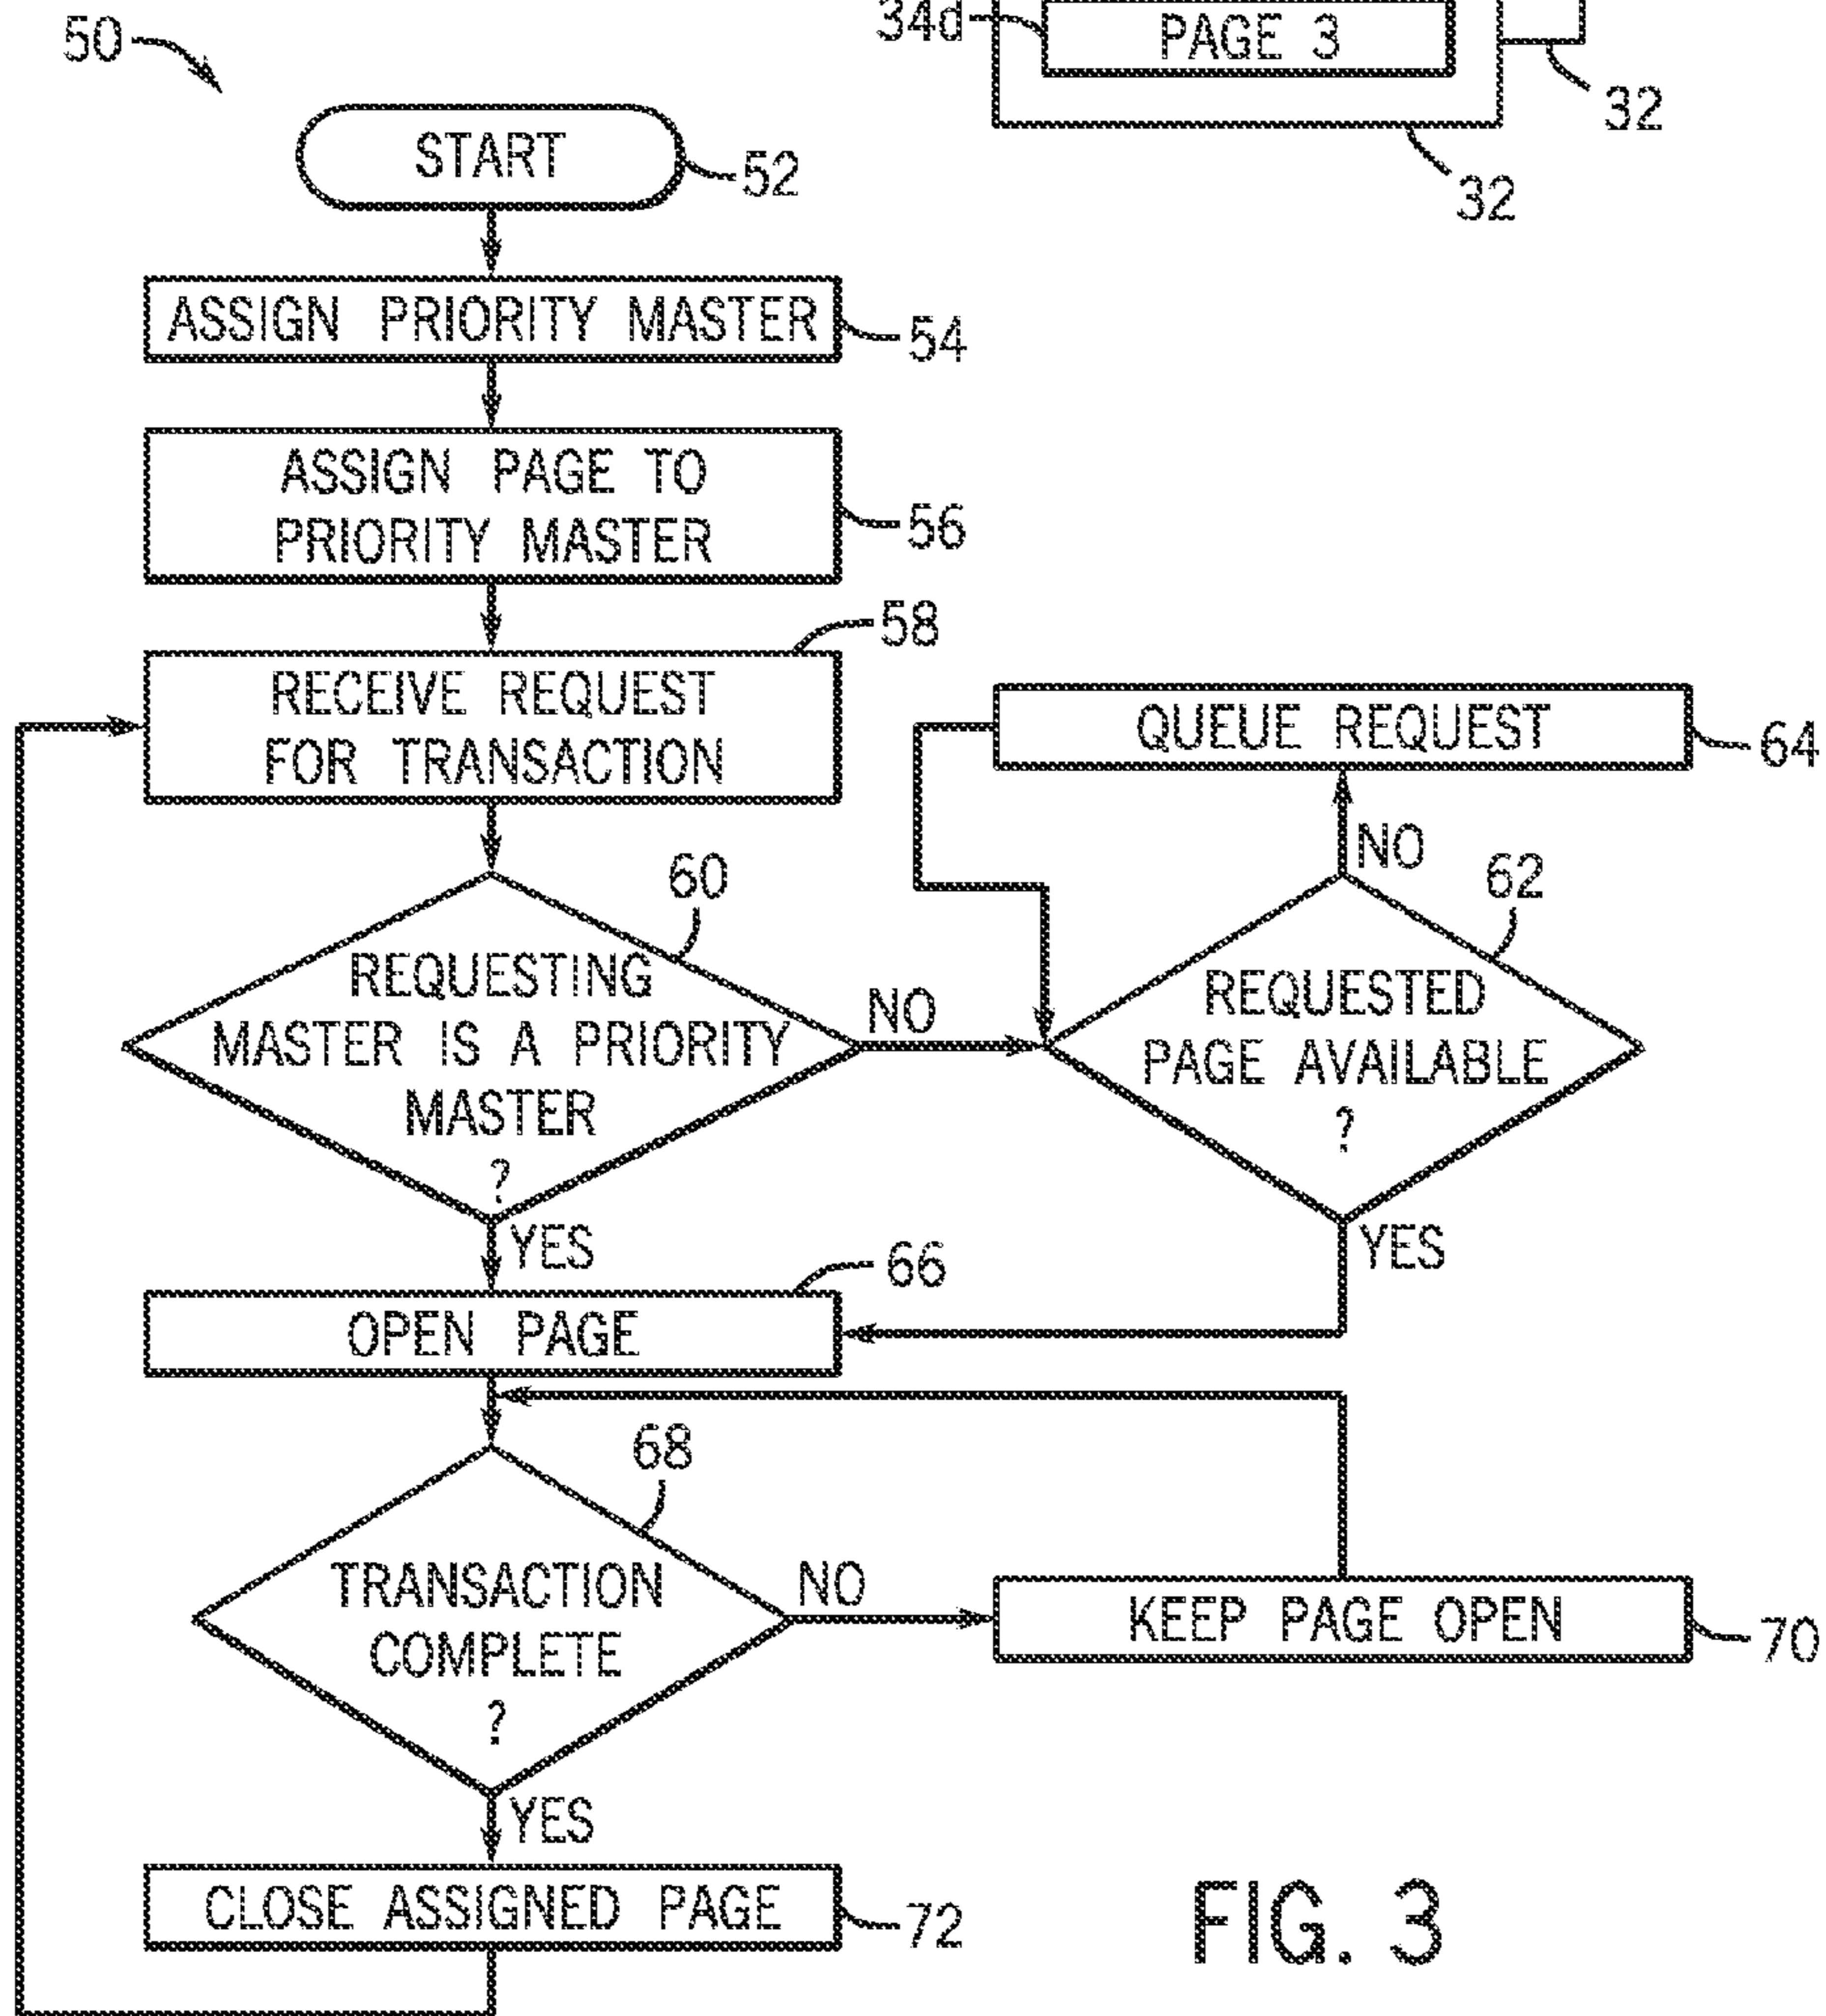 50
34d
PAGE 3
32
32
START
52
ASSIGN PRIORITY MASTER
54
ASSIGN PAGE TO
PRIORITY MASTER
56
58
RECEIVE REQUEST
FOR TRANSACTION
QUEUE REQUEST
64
NO
60
62
REQUESTING
MASTER IS A PRIORITY
MASTER
?
NO
REQUESTED
PAGE AVAILABLE
?
YES
YES
66
OPEN PAGE
68
TRANSACTION
COMPLETE
?
NO
KEEP PAGE OPEN
70
YES
CLOSE ASSIGNED PAGE
72
FIG. 3